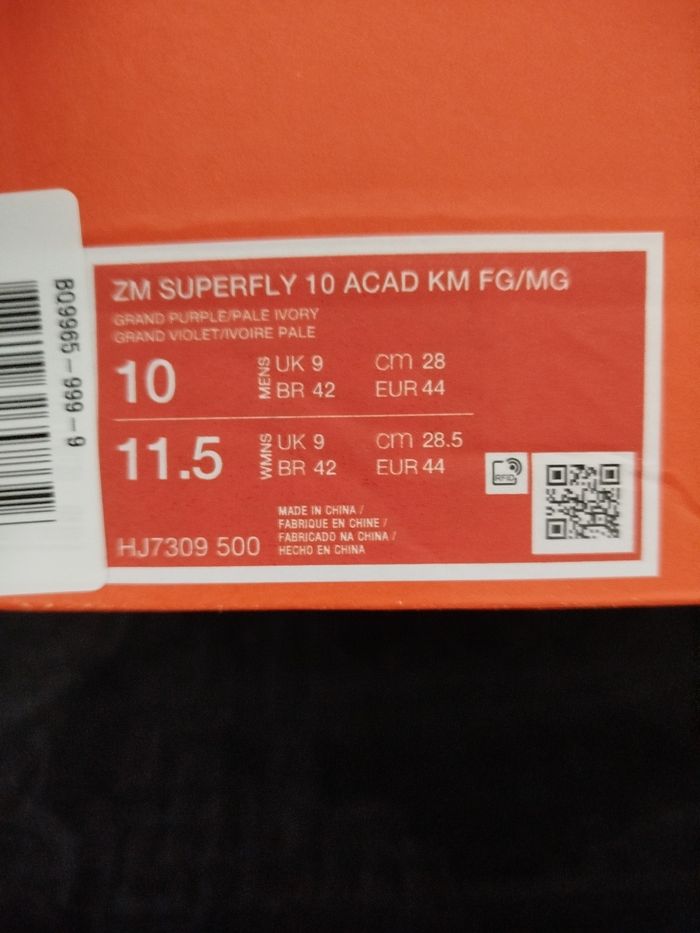 BQ9965-999-9
ZM SUPERFLY 10 ACAD KM FG/MG
GRAND PURPLE/PALE IVORY
GRAND VIOLET/IVOIRE PALE
10 MENS UK 9 cm 28
BR 42 EUR 44
11.5 WMNS UK 9 cm 28.5
BR 42 EUR 44
RFID
HJ7309 500
MADE IN CHINA /
FABRIQUE EN CHINE /
FABRICADO NA CHINA /
HECHO EN CHINA